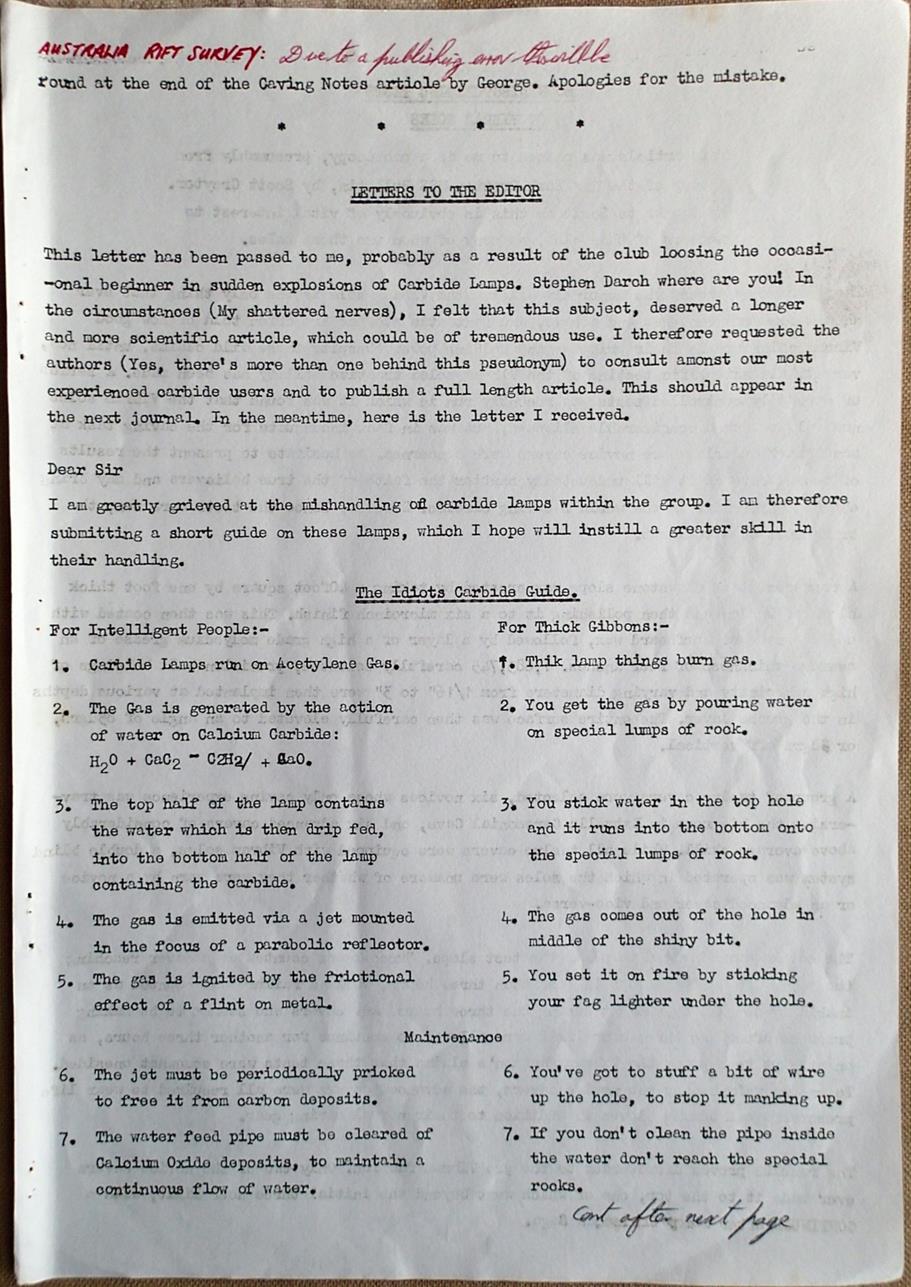 AUSTRALIA RIFT SURVEY: Due to a publishing error this will be
round at the end of the Caving Notes article by George. Apologies for the mistake.
* * * *
LETTERS TO THE EDITOR
This letter has been passed to me, probably as a result of the club loosing the occasi-
-onal beginner in sudden explosions of Carbide Lamps. Stephen Darch where are you! In
the circumstances (My shattered nerves), I felt that this subject, deserved a longer
and more scientific article, which could be of tremendous use. I therefore requested the
authors (Yes, there's more than one behind this pseudonym) to consult amonst our most
experienced carbide users and to publish a full length article. This should appear in
the next journal. In the meantime, here is the letter I received.
Dear Sir
I am greatly grieved at the mishandling of carbide lamps within the group. I am therefore
submitting a short guide on these lamps, which I hope will instill a greater skill in
their handling.
The Idiots Carbide Guide.
For Intelligent People:-
1. Carbide Lamps run on Acetylene Gas.
2. The Gas is generated by the action
of water on Calcium Carbide:
H2O + CaC2 = C2H2/ + CaO.
3. The top half of the lamp contains
the water which is then drip fed,
into the bottom half of the lamp
containing the carbide.
4. The gas is emitted via a jet mounted
in the focus of a parabolic reflector.
5. The gas is ignited by the frictional
effect of a flint on metal.
For Thick Gibbons:-
1. Thik lamp things burn gas.
2. You get the gas by pouring water
on special lumps of rock.
3. You stick water in the top hole
and it runs into the bottom onto
the special lumps of rock.
4. The gas comes out of the hole in
middle of the shiny bit.
5. You set it on fire by sticking
your fag lighter under the hole.
Maintenance
6. The jet must be periodically pricked
to free it from carbon deposits.
7. The water feed pipe must be cleared of
Calcium Oxide deposits, to maintain a
continuous flow of water.
6. You've got to stuff a bit of wire
up the hole, to stop it manking up.
7. If you don't clean the pipe inside
the water don't reach the special
rocks.
cont after next page